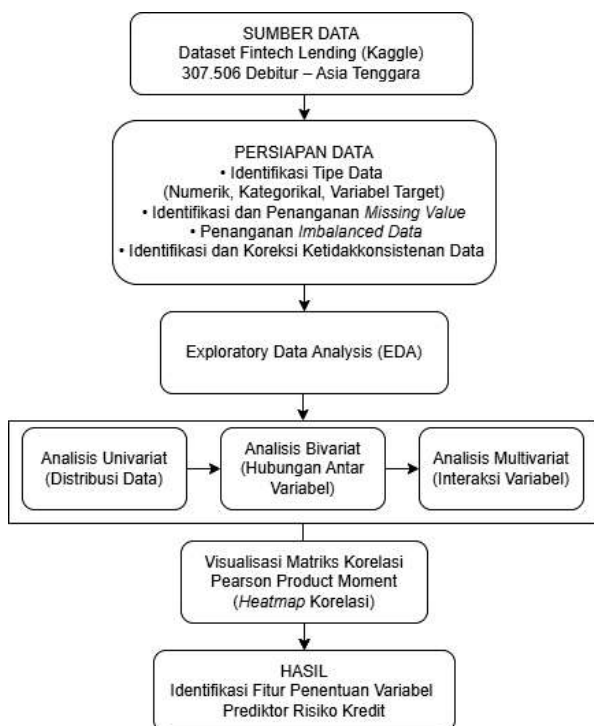 SUMBER DATA
Dataset Fintech Lending (Kaggle)
307.506 Debitur – Asia Tenggara
PERSIAPAN DATA
• Identifikasi Tipe Data
(Numerik, Kategorikal, Variabel Target)
• Identifikasi dan Penanganan Missing Value
• Penanganan Imbalanced Data
• Identifikasi dan Koreksi Ketidakkonsistenan Data
Exploratory Data Analysis (EDA)
Analisis Univariat
(Distribusi Data)
Analisis Bivariat
(Hubungan Antar
Variabel)
Analisis Multivariat
(Interaksi Variabel)
Visualisasi Matriks Korelasi
Pearson Product Moment
(Heatmap Korelasi)
HASIL
Identifikasi Fitur Penentuan Variabel
Prediktor Risiko Kredit